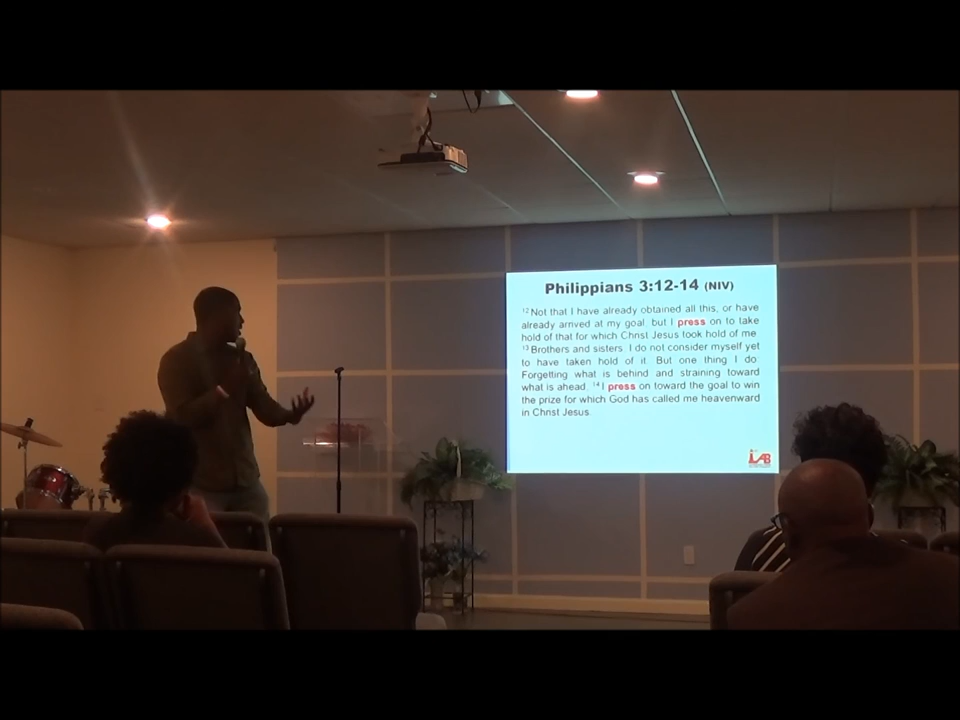 Philippians 3:12-14 (NIV)
12 Not that I have already obtained all this, or have
already arrived at my goal, but I press on to take
hold of that for which Christ Jesus took hold of me.
13 Brothers and sisters, I do not consider myself yet
to have taken hold of it. But one thing I do:
Forgetting what is behind and straining toward
what is ahead, 14 I press on toward the goal to win
the prize for which God has called me heavenward
in Christ Jesus.
LAB